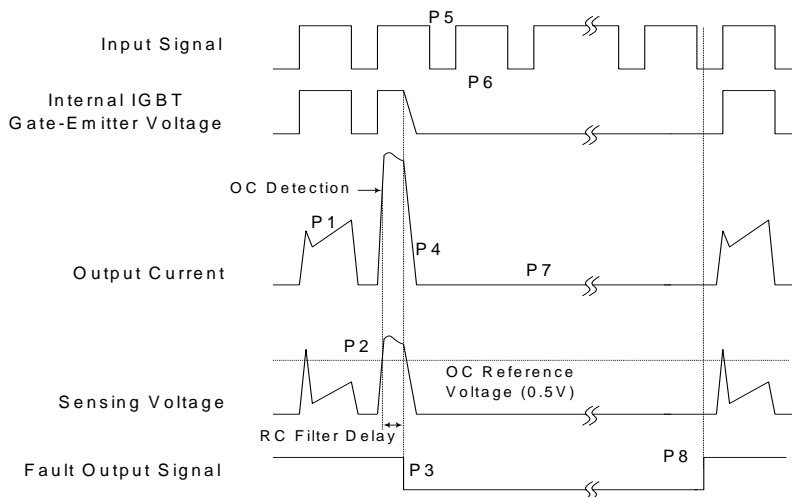 P5
Input Signal
P6
Internal IGBT
Gate-Emitter Voltage
OC Detection
P1
P4
Output Current
P7
P2
OC Reference
Voltage (0.5V)
Sensing Voltage
RC Filter Delay
Fault Output Signal
P3
P8